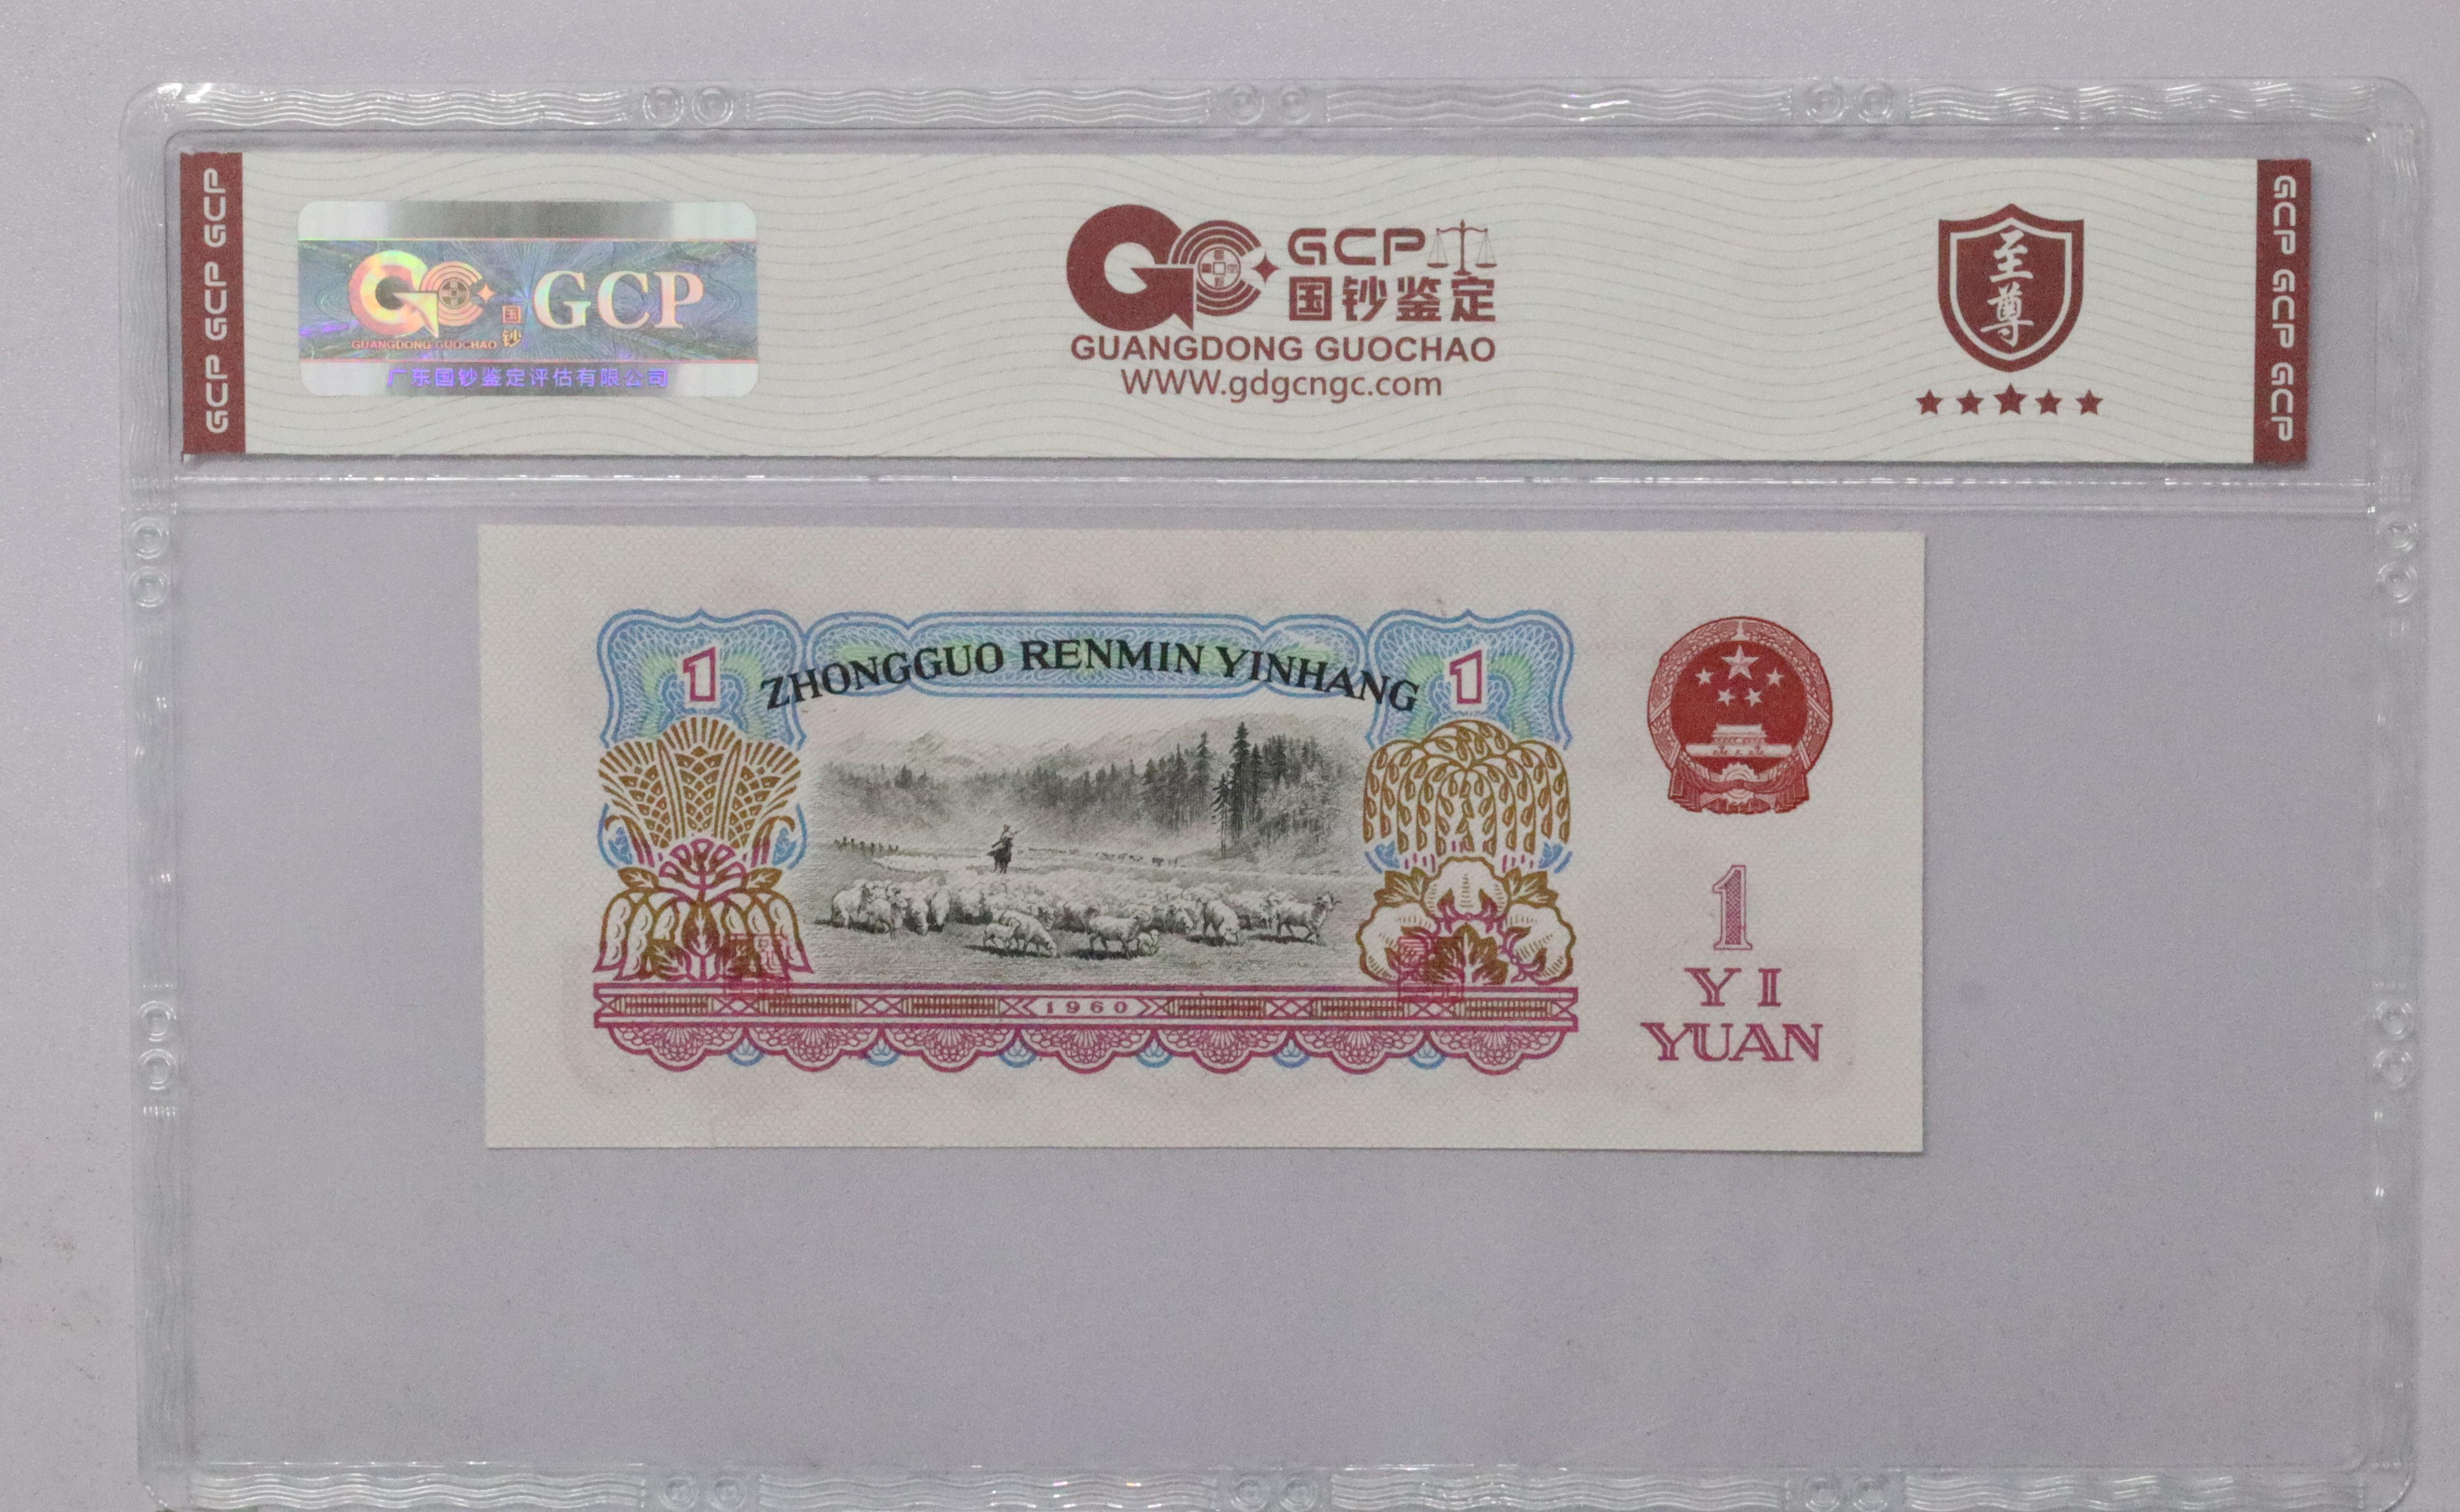 GCP GCP GCP
GC 国钞 GCP
GUANGDONG GUOCHAO
广东国钞鉴定评估有限公司
GC GCP
国钞鉴定
GUANGDONG GUOCHAO
WWW.gdgcngc.com
至尊
GCP GCP GCP
1 ZHONGGUO RENMIN YINHANG 1
1960
1
YI
YUAN